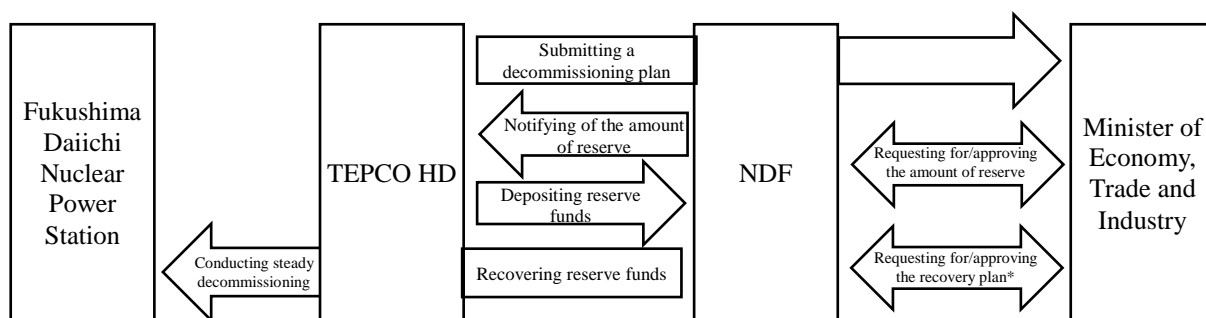 Fukushima
Daiichi
Nuclear
Power
Station
TEPCO HD
Submitting a
decommissioning plan
Notifying of the amount
of reserve
Depositing reserve
funds
Recovering reserve funds
Conducting steady
decommissioning
NDF
Requesting for/approving
the amount of reserve
Requesting for/approving
the recovery plan*
Minister of
Economy,
Trade and
Industry